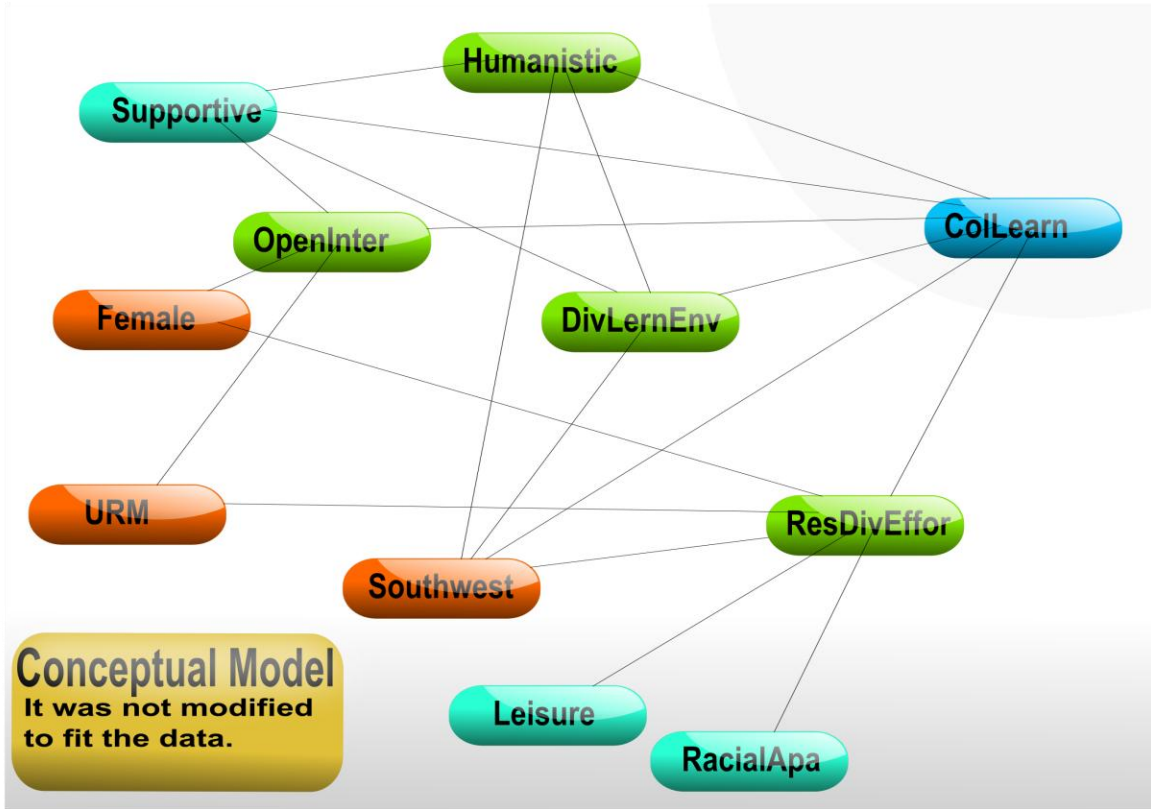 Humanistic
Supportive
ColLearn
OpenInter
Female
DivLernEnv
URM
ResDivEffor
Southwest
Conceptual Model
It was not modified
to fit the data.
Leisure
RacialApa